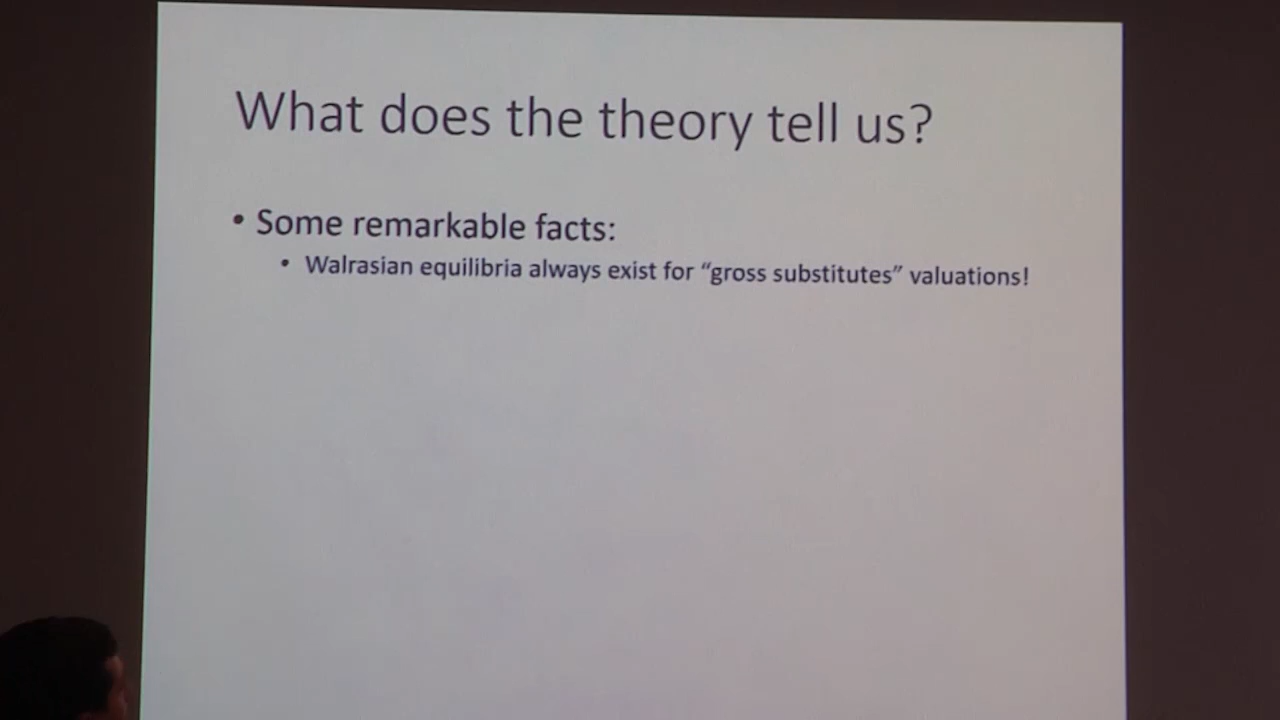 What does the theory tell us?
• Some remarkable facts:
• Walrasian equilibria always exist for “gross substitutes” valuations!